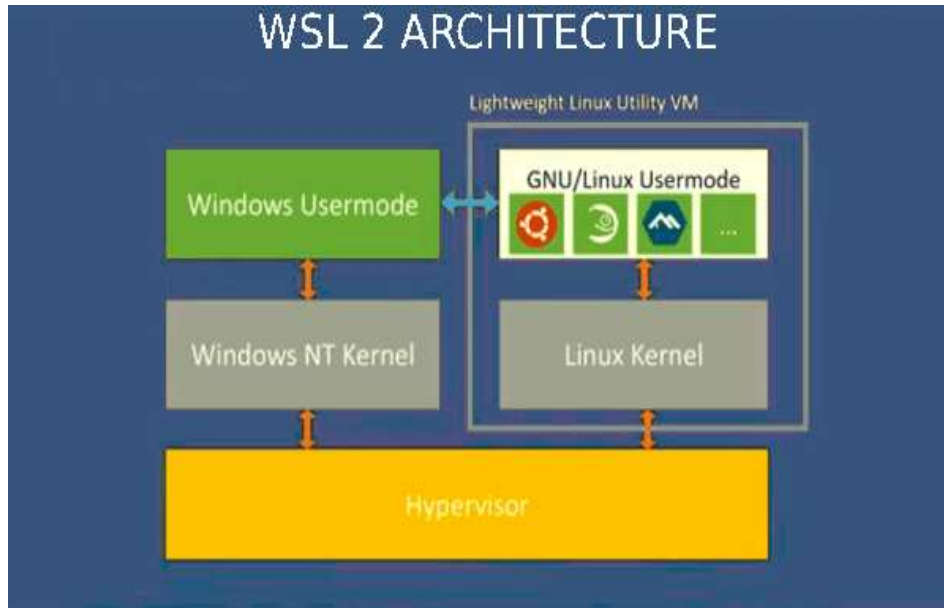 WSL 2 ARCHITECTURE
Lightweight Linux Utility VM
Windows Usermode
GNU/Linux Usermode
...
Windows NT Kernel
Linux Kernel
Hypervisor